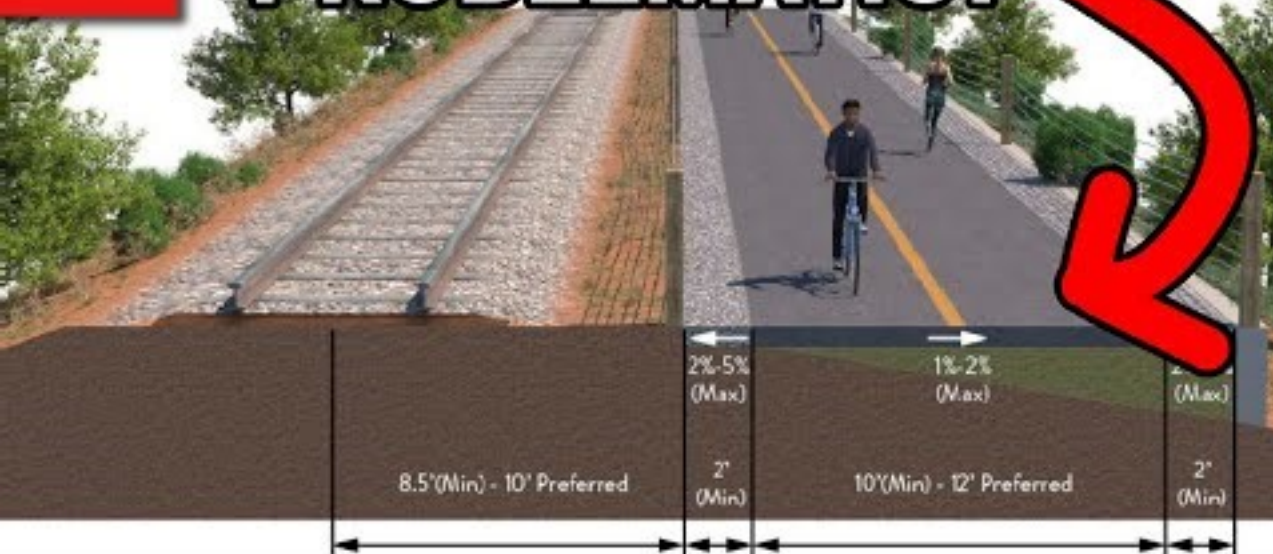 2%-5%
(Max)
1%-2%
(Max)
(Max)
8.5'(Min) - 10' Preferred
2'
(Min)
10'(Min) - 12' Preferred
2'
(Min)